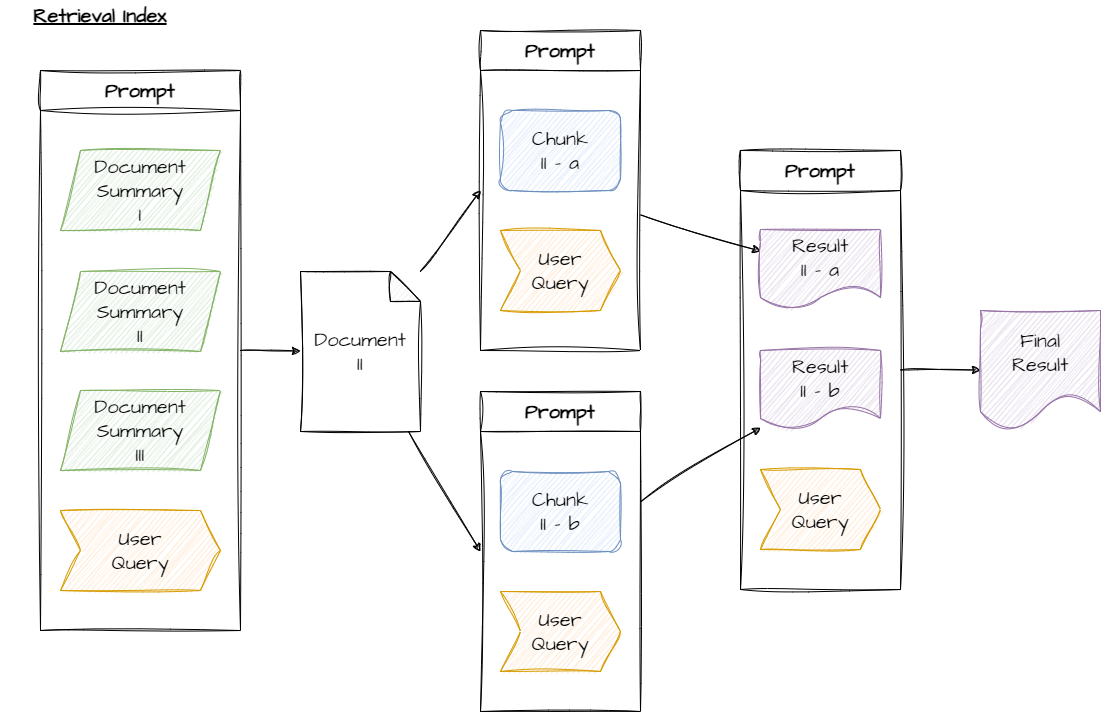 Retrieval Index
Prompt
Document
Summary
I
Document
Summary
II
Document
Summary
III
User
Query
Document
II
Prompt
Chunk
II - a
User
Query
Prompt
Chunk
II - b
User
Query
Prompt
Result
II - a
Result
II - b
User
Query
Final
Result